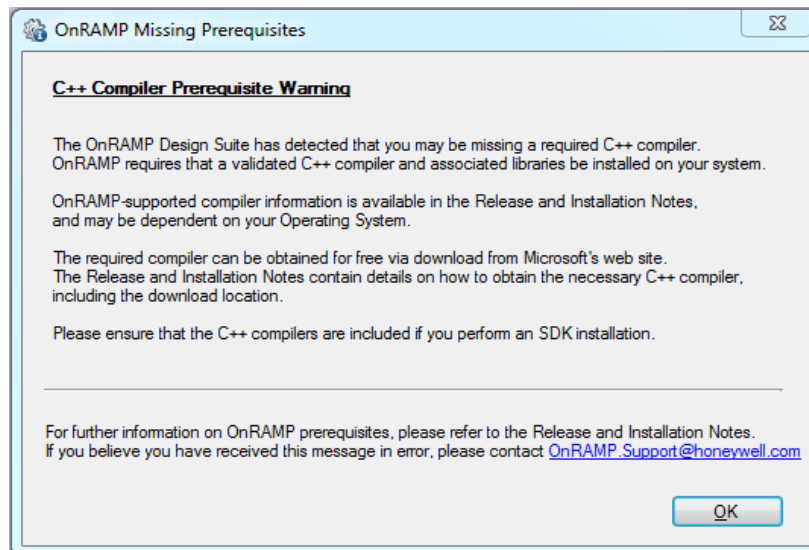 OnRAMP Missing Prerequisites
C++ Compiler Prerequisite Warning
The OnRAMP Design Suite has detected that you may be missing a required C++ compiler.
OnRAMP requires that a validated C++ compiler and associated libraries be installed on your system.
OnRAMP-supported compiler information is available in the Release and Installation Notes,
and may be dependent on your Operating System.
The required compiler can be obtained for free via download from Microsoft's web site.
The Release and Installation Notes contain details on how to obtain the necessary C++ compiler,
including the download location.
Please ensure that the C++ compilers are included if you perform an SDK installation.
For further information on OnRAMP prerequisites, please refer to the Release and Installation Notes.
If you believe you have received this message in error, please contact OnRAMP.Support@honeywell.com
OK